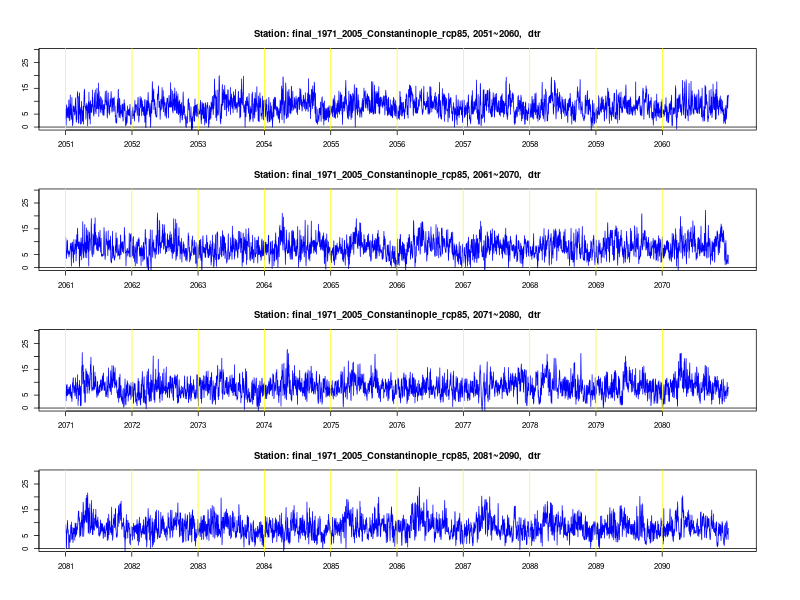 Station: final_1971_2005_Constantinople_rcp85, 2051~2060, dtr
25
15
5
0
2051 2052 2053 2054 2055 2056 2057 2058 2059 2060
Station: final_1971_2005_Constantinople_rcp85, 2061~2070, dtr
25
15
5
0
2061 2062 2063 2064 2065 2066 2067 2068 2069 2070
Station: final_1971_2005_Constantinople_rcp85, 2071~2080, dtr
25
15
5
0
2071 2072 2073 2074 2075 2076 2077 2078 2079 2080
Station: final_1971_2005_Constantinople_rcp85, 2081~2090, dtr
25
15
5
0
2081 2082 2083 2084 2085 2086 2087 2088 2089 2090